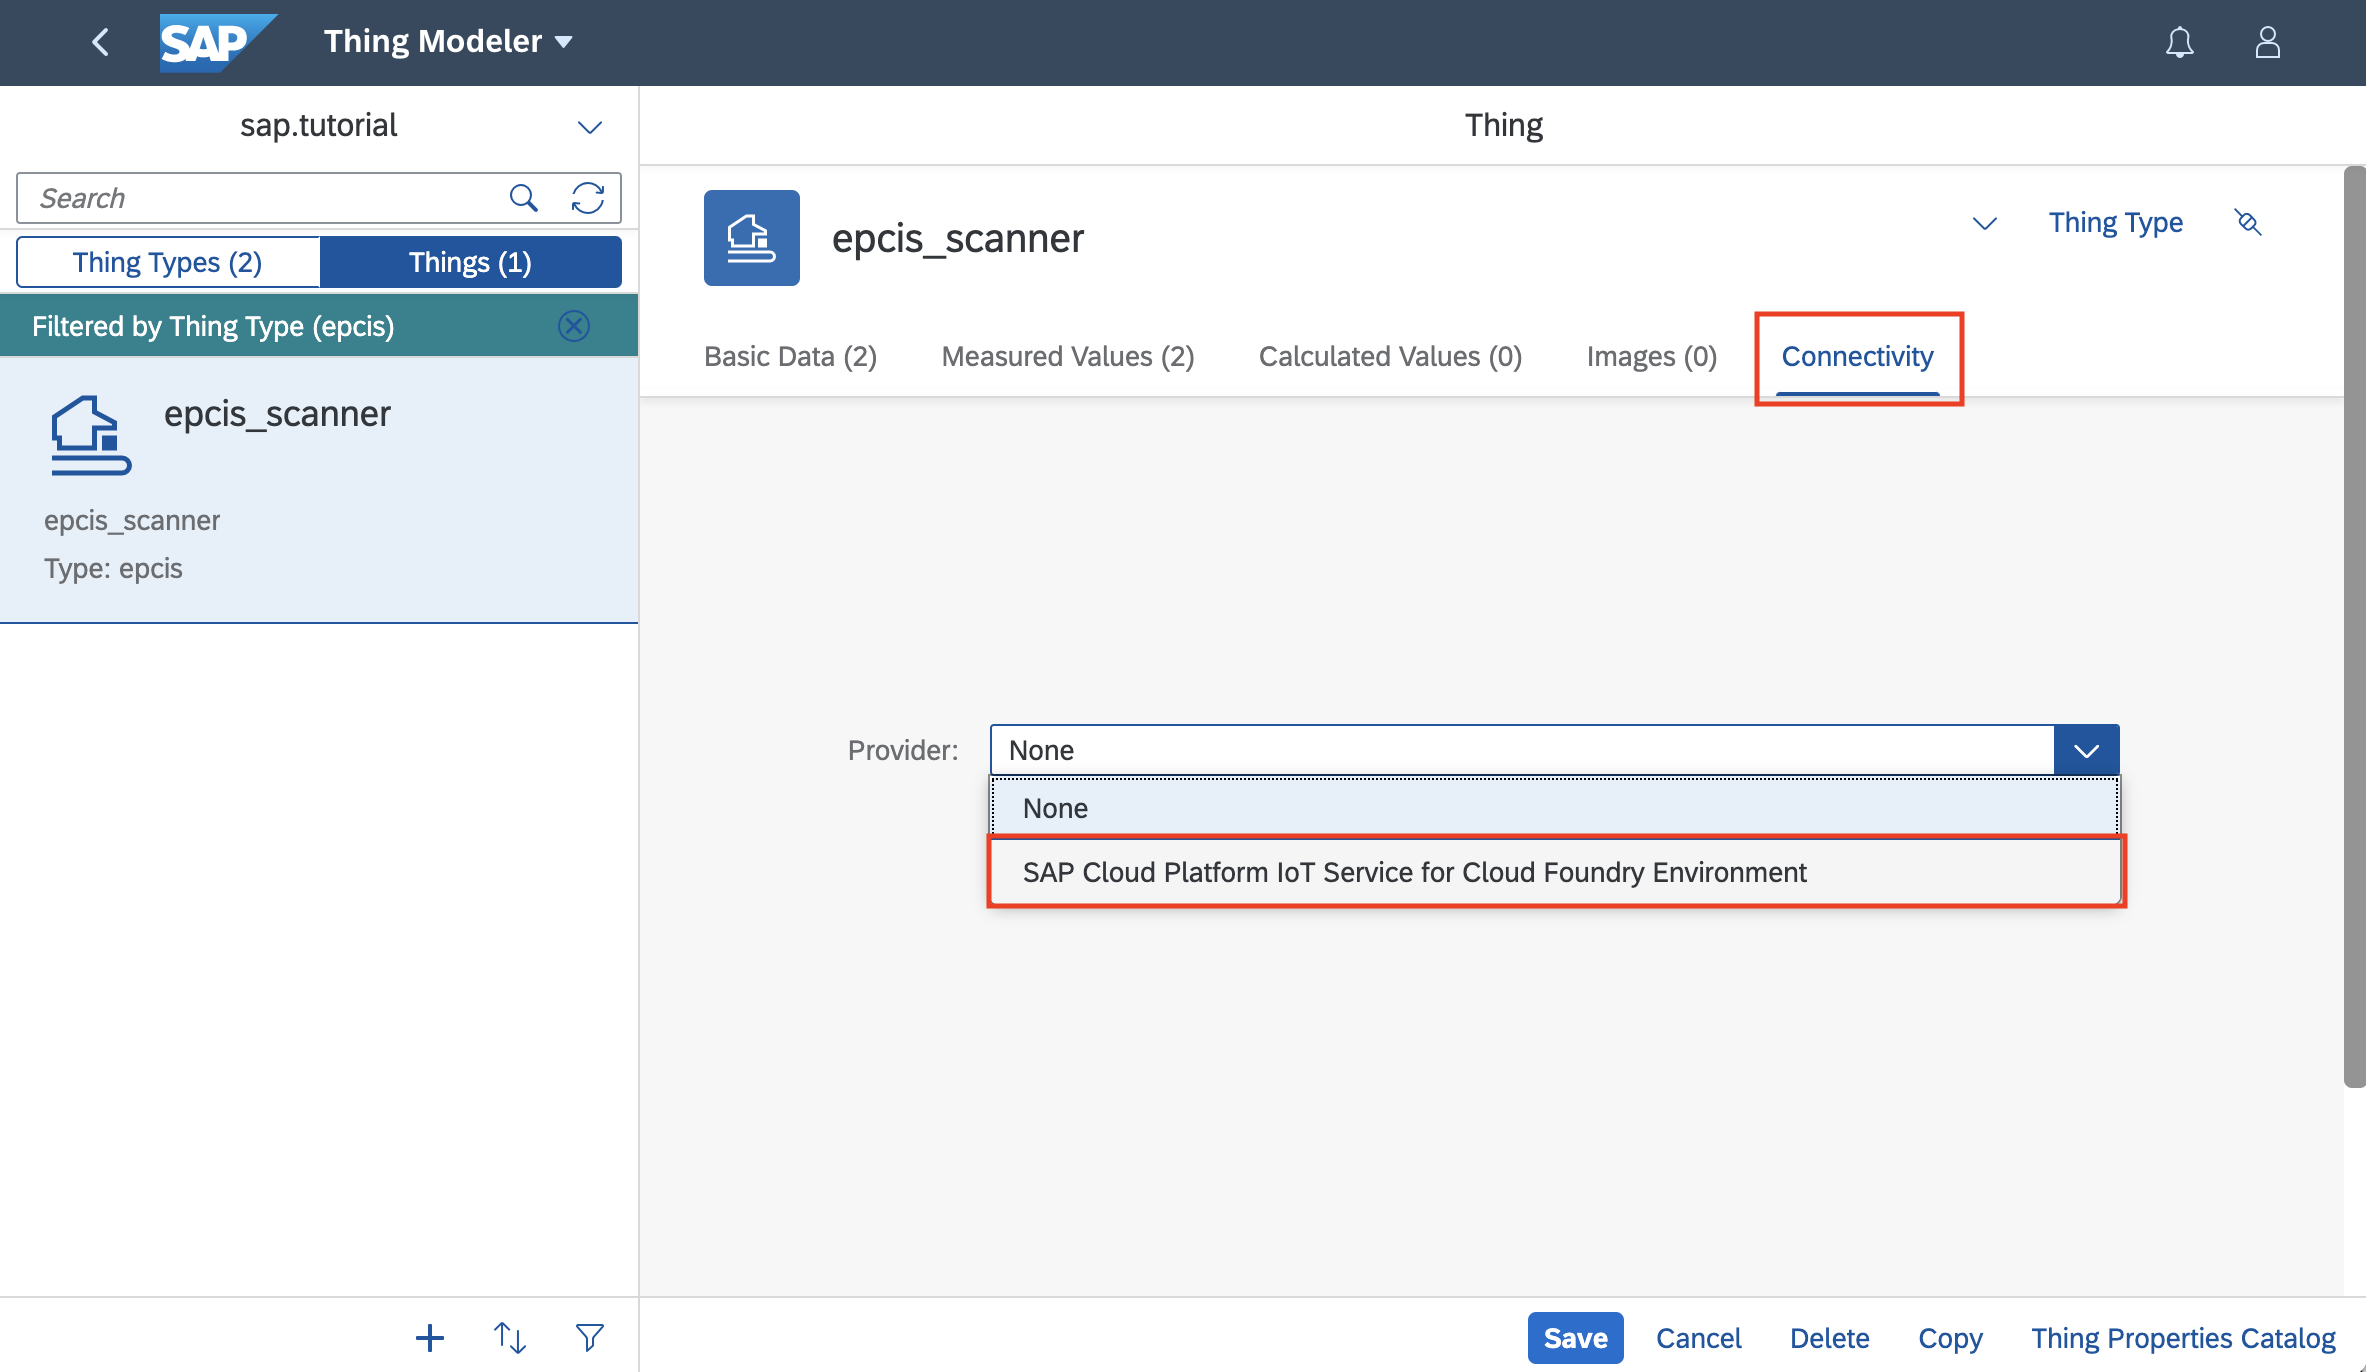 SAP Thing Modeler
sap.tutorial
Search
Thing Types (2) Things (1)
Filtered by Thing Type (epcis)
epcis_scanner
epcis_scanner
Type: epcis
Thing
epcis_scanner
Thing Type
Basic Data (2) Measured Values (2) Calculated Values (0) Images (0) Connectivity
Provider: None
None
SAP Cloud Platform IoT Service for Cloud Foundry Environment
Save Cancel Delete Copy Thing Properties Catalog